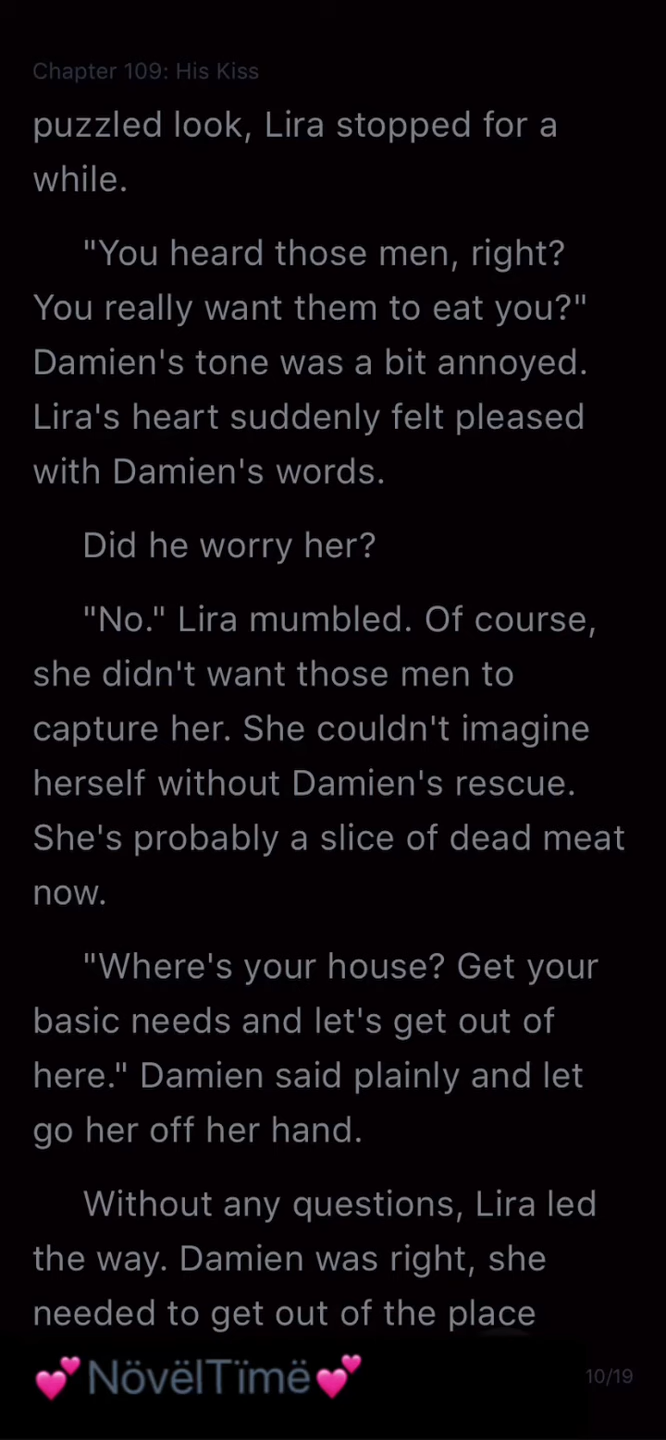 Chapter 109: His Kiss
puzzled look, Lira stopped for a
while.
"You heard those men, right?
You really want them to eat you?"
Damien's tone was a bit annoyed.
Lira's heart suddenly felt pleased
with Damien's words.
Did he worry her?
"No." Lira mumbled. Of course,
she didn't want those men to
capture her. She couldn't imagine
herself without Damien's rescue.
She's probably a slice of dead meat
now.
"Where's your house? Get your
basic needs and let's get out of
here." Damien said plainly and let
go her off her hand.
Without any questions, Lira led
the way. Damien was right, she
needed to get out of the place
💕NövëlTïmë💕
10/19